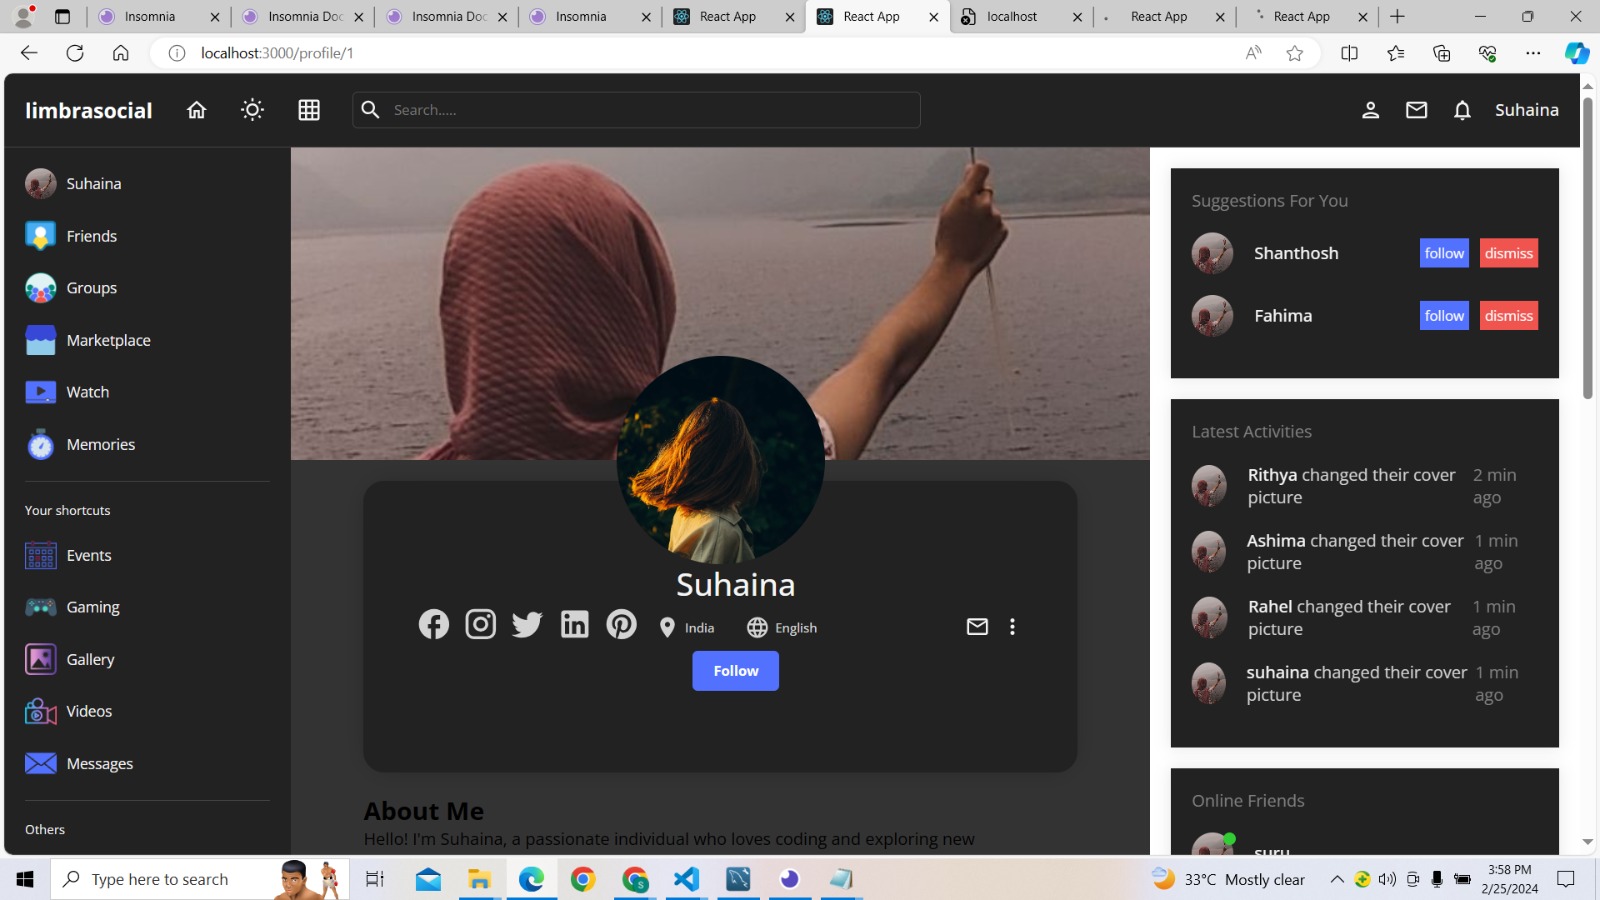 Insomnia
Insomnia Doc
Insomnia Doc
Insomnia
React App
React App
localhost
React App
React App
localhost:3000/profile/1
limbrasocial
Search.....
Suhaina
Suhaina
Friends
Groups
Marketplace
Watch
Memories
Your shortcuts
Events
Gaming
Gallery
Videos
Messages
Others
Suhaina
India
English
Follow
About Me
Hello! I'm Suhaina, a passionate individual who loves coding and exploring new
Suggestions For You
Shanthosh
follow
dismiss
Fahima
follow
dismiss
Latest Activities
Rithya changed their cover
picture
2 min
ago
Ashima changed their cover
picture
1 min
ago
Rahel changed their cover
picture
1 min
ago
suhaina changed their cover
picture
1 min
ago
Online Friends
Type here to search
33°C Mostly clear
3:58 PM
2/25/2024